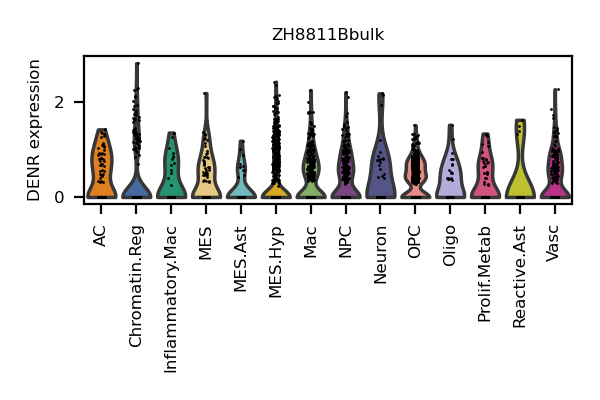 ZH8811Bbulk
DENR expression
2
0
AC
Chromatin.Reg
Inflammatory.Mac
MES
MES.Ast
MES.Hyp
Mac
NPC
Neuron
OPC
Oligo
Prolif.Metab
Reactive.Ast
Vasc